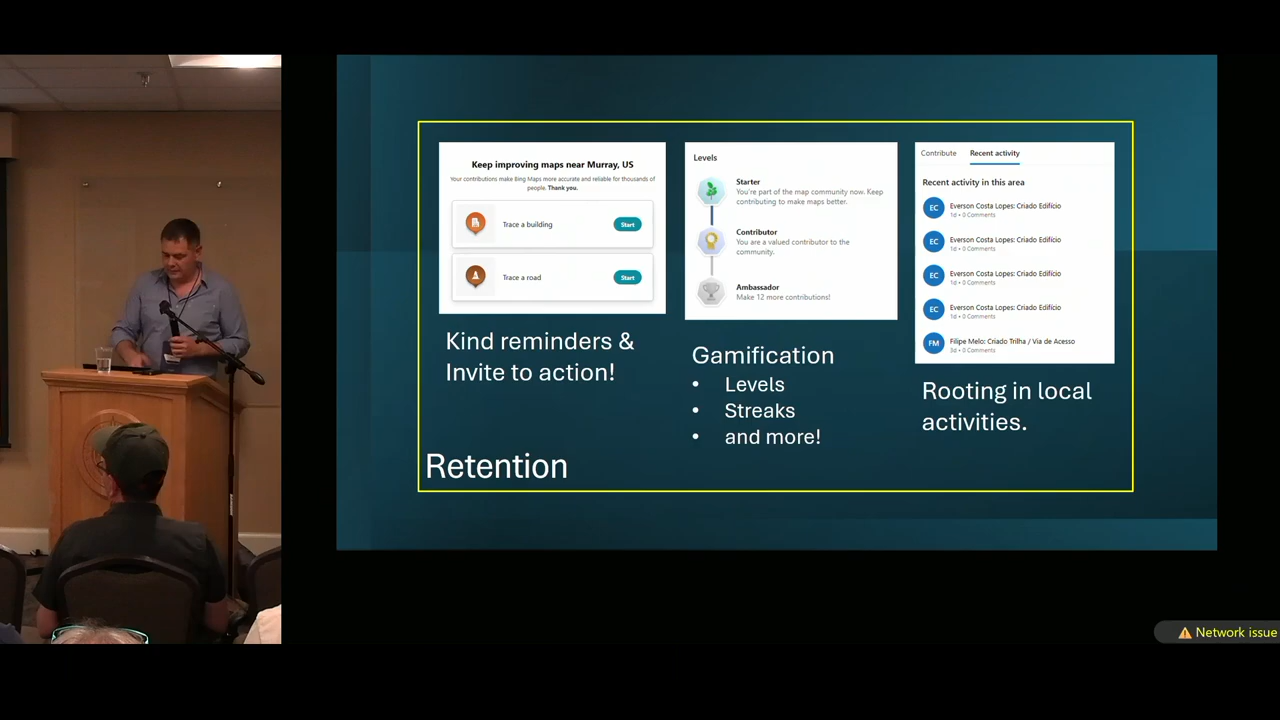 Keep improving maps near Murray, US
Your contributions make Bing Maps more accurate and reliable for thousands of
people. Thank you.
Trace a building
Start
Trace a road
Start
Kind reminders &
Invite to action!
Levels
Starter
You're part of the map community now. Keep
contributing to make maps better.
Contributor
You are a valued contributor to the
community.
Ambassador
Make 12 more contributions!
Gamification
• Levels
• Streaks
• and more!
Contribute Recent activity
Recent activity in this area
EC Everson Costa Lopes: Criado Edifício
1d • 0 Comments
EC Everson Costa Lopes: Criado Edifício
1d • 0 Comments
EC Everson Costa Lopes: Criado Edifício
1d • 0 Comments
EC Everson Costa Lopes: Criado Edifício
1d • 0 Comments
FM Filipe Melo: Criado Trilha / Via de Acesso
3d • 0 Comments
Rooting in local
activities.
Retention
Network issue